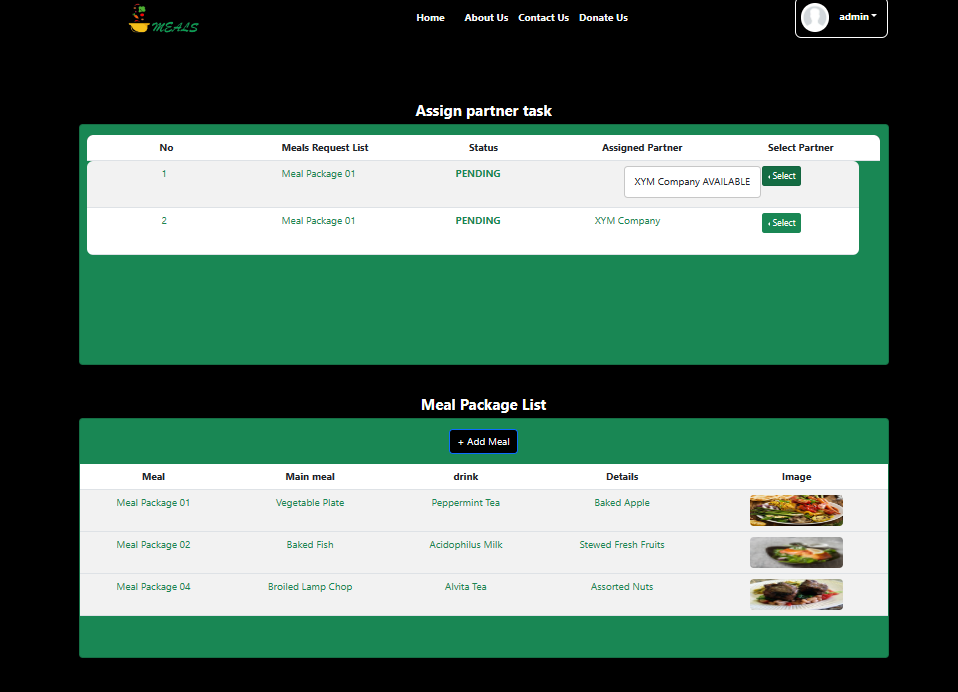 MEALS Home About Us Contact Us Donate Us admin
Assign partner task
No Meals Request List Status Assigned Partner Select Partner
1 Meal Package 01 PENDING XYM Company AVAILABLE Select
2 Meal Package 01 PENDING XYM Company Select
Meal Package List
+ Add Meal
Meal Main meal drink Details Image
Meal Package 01 Vegetable Plate Peppermint Tea Baked Apple
Meal Package 02 Baked Fish Acidophilus Milk Stewed Fresh Fruits
Meal Package 04 Broiled Lamp Chop Alvita Tea Assorted Nuts